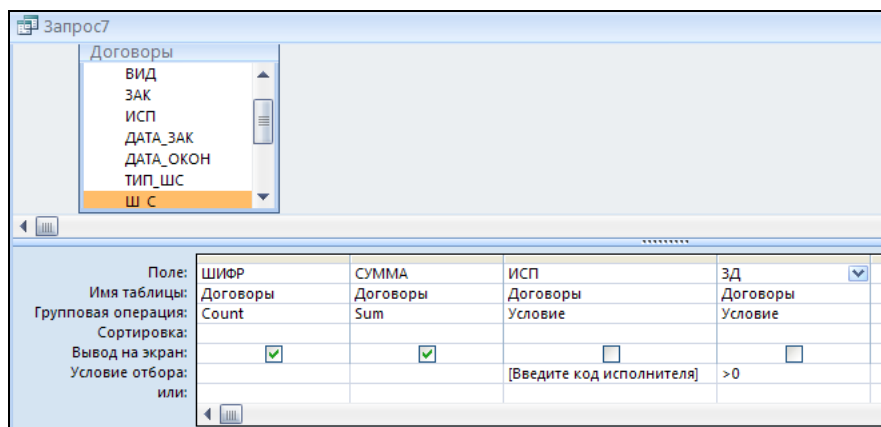 Запрос7
Договоры
ВИД
ЗАК
ИСП
ДАТА_ЗАК
ДАТА_ОКОН
ТИП_ШС
Ш_С
Поле: ШИФР СУММА ИСП ЗД
Имя таблицы: Договоры Договоры Договоры Договоры
Групповая операция: Count Sum Условие Условие
Сортировка:
Вывод на экран:
Условие отбора: [Введите код исполнителя] >0
или: